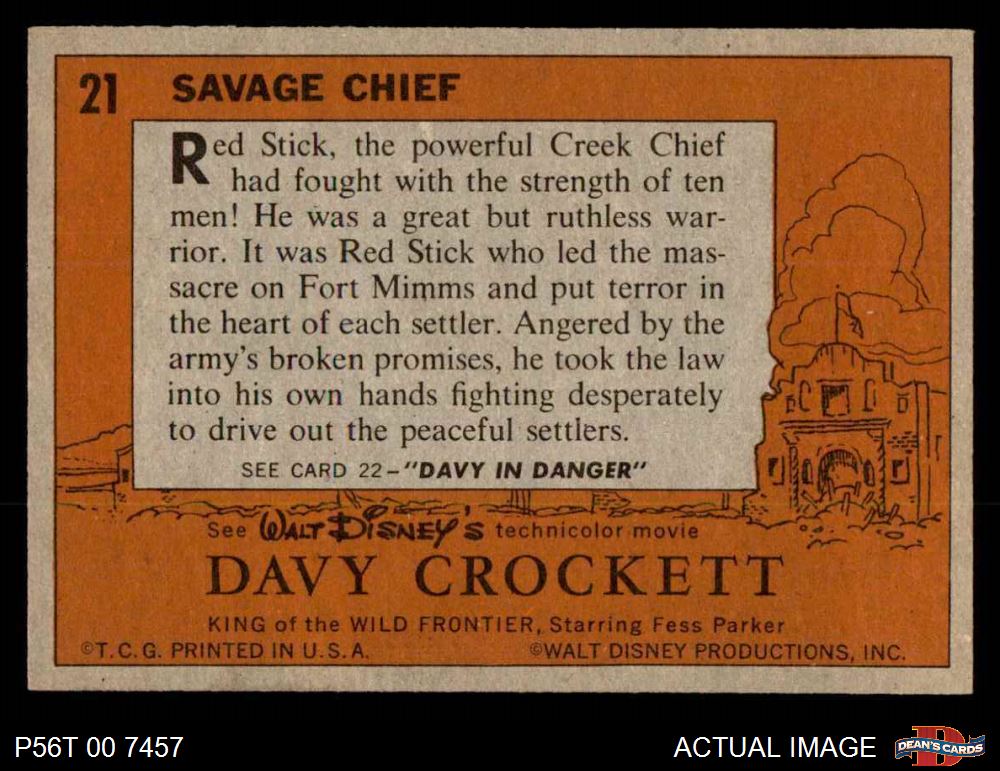 21 SAVAGE CHIEF
Red Stick, the powerful Creek Chief
had fought with the strength of ten
men! He was a great but ruthless war-
rior. It was Red Stick who led the mas-
sacre on Fort Mimms and put terror in
the heart of each settler. Angered by the
army's broken promises, he took the law
into his own hands fighting desperately
to drive out the peaceful settlers.
SEE CARD 22-"DAVY IN DANGER"
See WALT DISNEY'S technicolor movie
DAVY CROCKETT
KING of the WILD FRONTIER, Starring Fess Parker
©T.C.G. PRINTED IN U.S.A. ©WALT DISNEY PRODUCTIONS, INC.
P56T 00 7457 ACTUAL IMAGE D DEAN'S CARDS